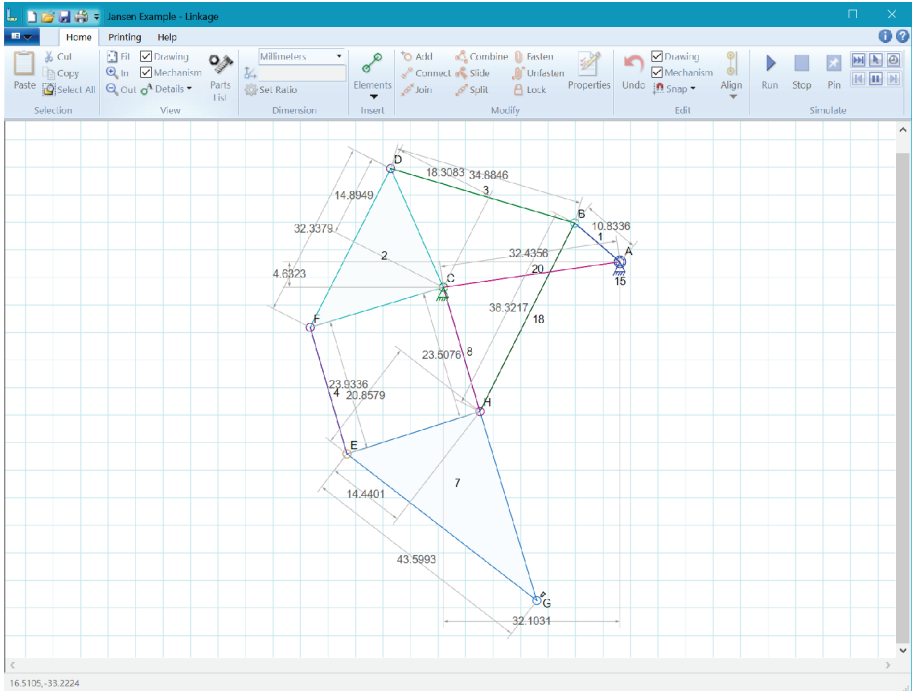 Jansen Example - Linkage
Home Printing Help
Paste
Cut
Copy
Select All
Selection
Fit
In
Out
Drawing
Mechanism
Details
Parts List
View
Millimeters
Set Ratio
Dimension
Elements
Insert
Add
Connect
Join
Combine
Slide
Split
Fasten
Unfasten
Lock
Properties
Modify
Undo
Drawing
Mechanism
Snap
Align
Edit
Run
Stop
Pin
Simulate
D
18.3083
34.8846
3
14.8949
B
10.8336
1
32.3379
A
2
32.4356
4.6323
20
15
C
38.3217
18
F
23.5076
8
23.9336
4
20.8579
H
E
7
14.4401
43.5993
G
32.1031
16.5105,-33.2224